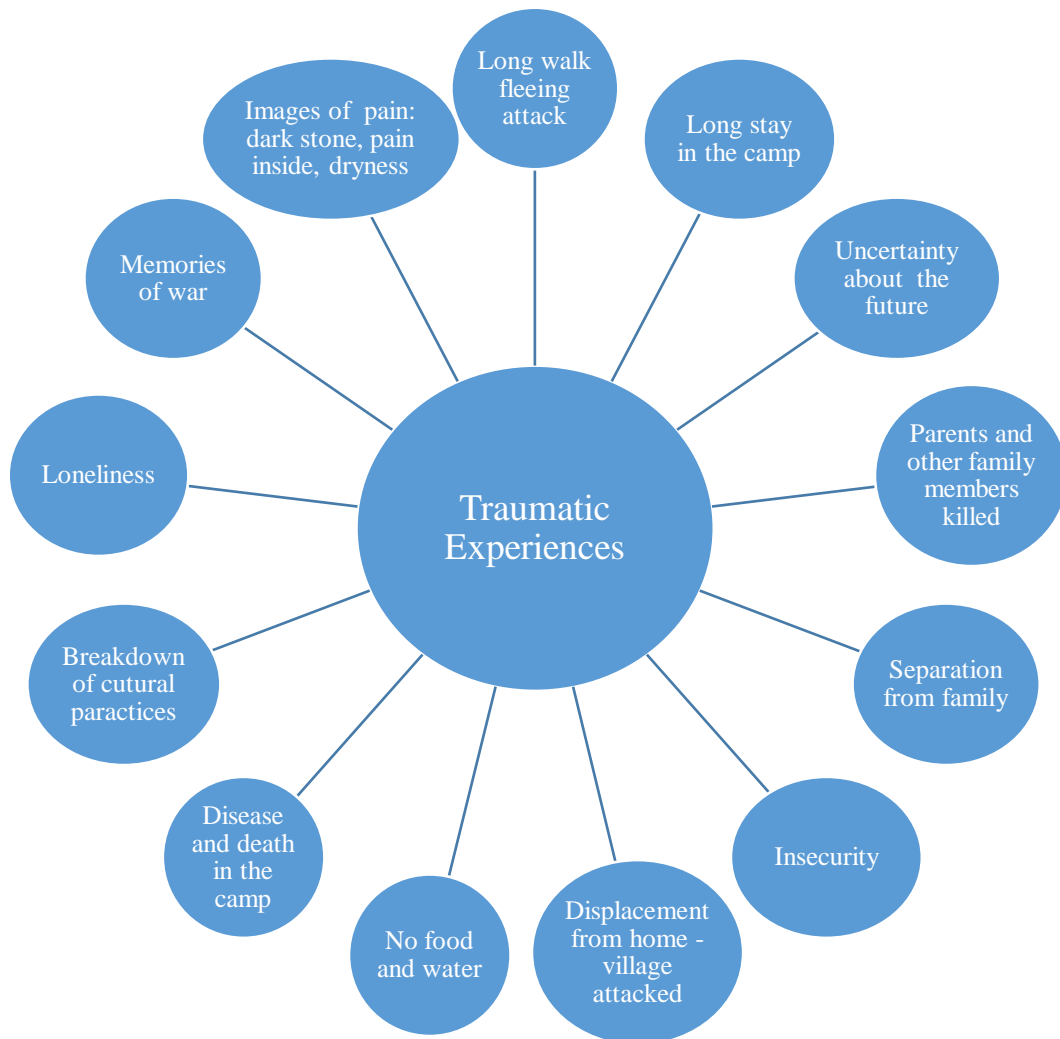 Long walk
fleeing
attack
Long stay
in the camp
Uncertainty
about the
future
Parents and
other family
members
killed
Separation
from family
Insecurity
Displacement
from home -
village
attacked
No food
and water
Disease
and death
in the
camp
Breakdown
of cutural
paractices
Loneliness
Memories
of war
Images of pain:
dark stone, pain
inside, dryness
Traumatic
Experiences